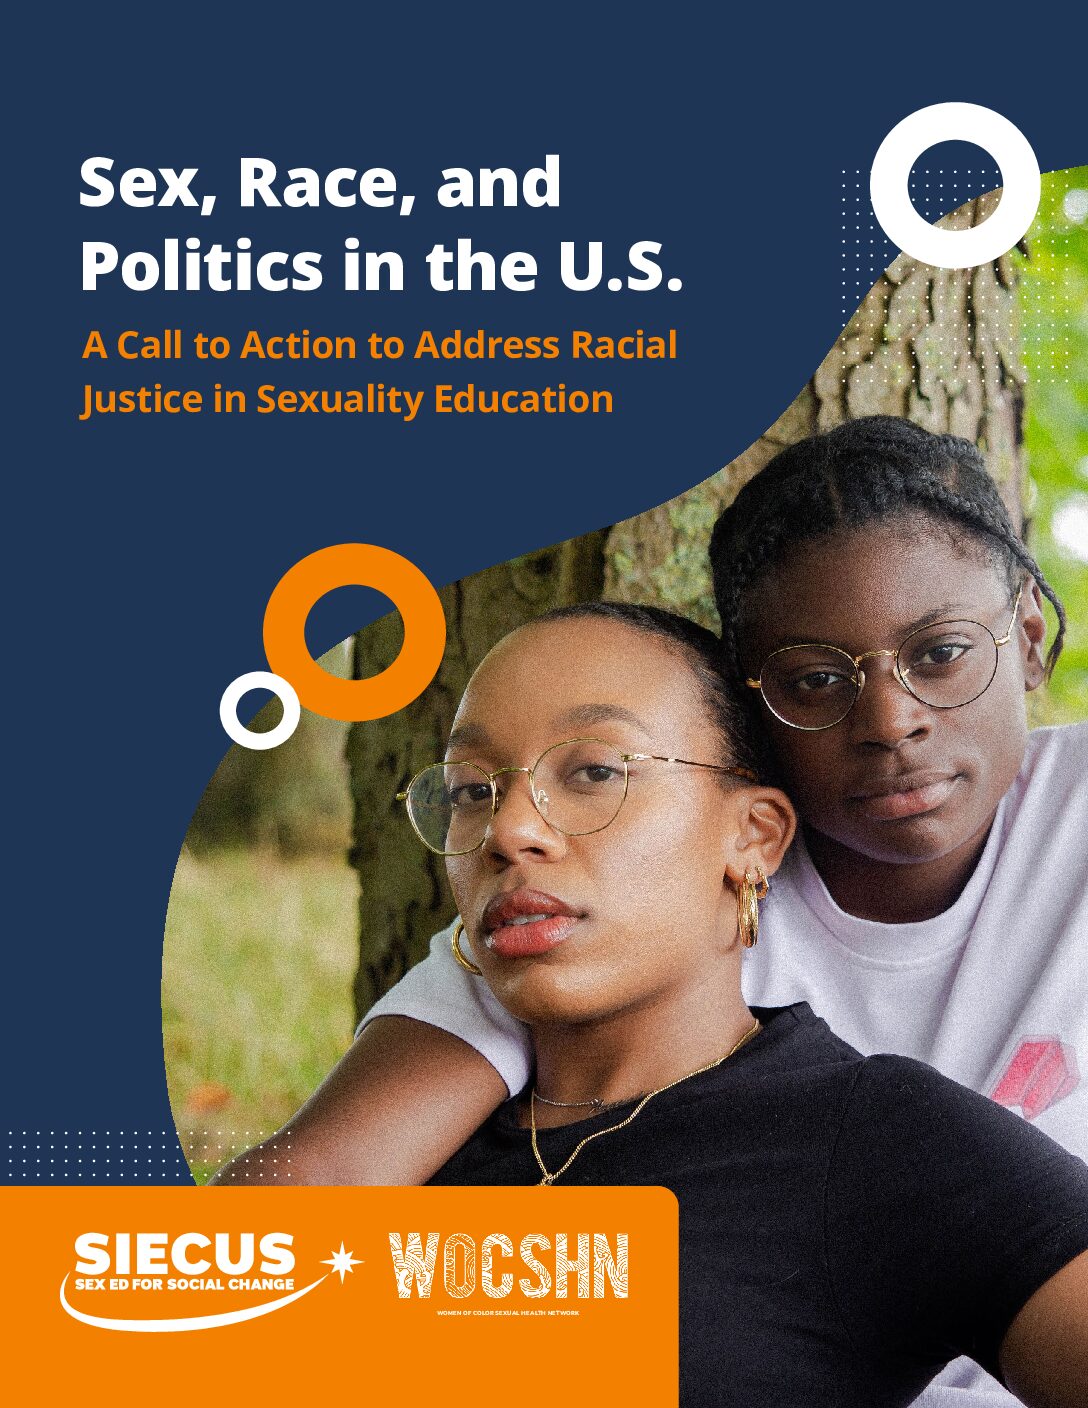 Sex, Race, and
Politics in the U.S.
A Call to Action to Address Racial
Justice in Sexuality Education
SIECUS
SEX ED FOR SOCIAL CHANGE
WOCSHN
WOMEN OF COLOR SEXUAL HEALTH NETWORK